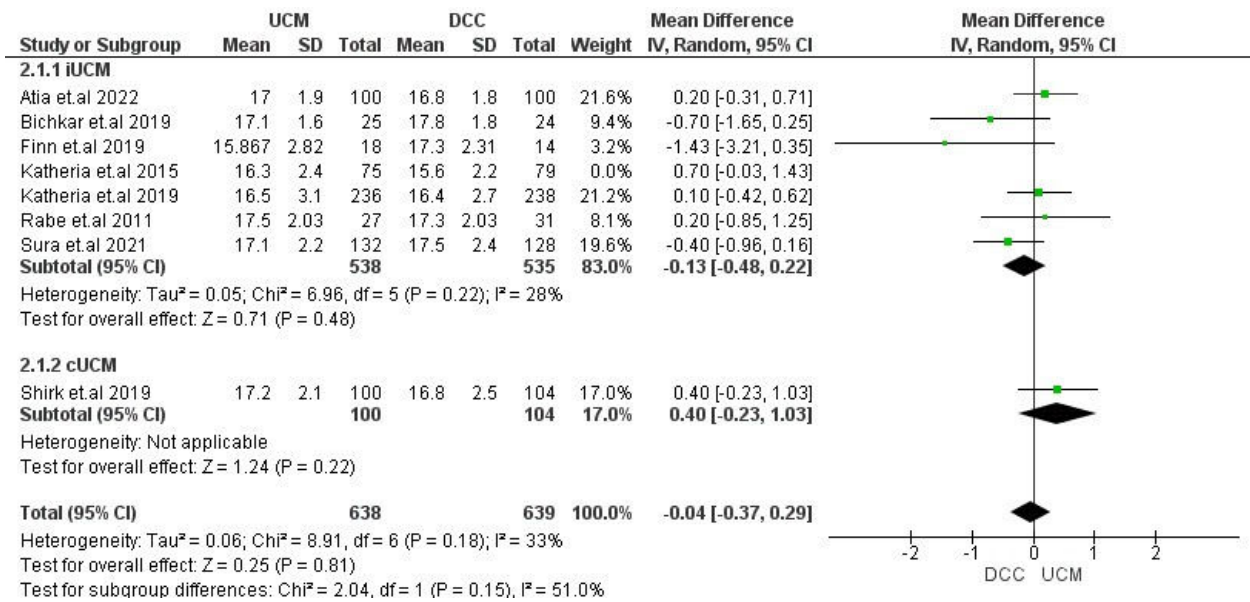 UCM DCC Mean Difference Mean Difference
Study or Subgroup Mean SD Total Mean SD Total Weight IV, Random, 95% CI IV, Random, 95% CI
2.1.1 iUCM
Atia et.al 2022 17 1.9 100 16.8 1.8 100 21.6% 0.20 [-0.31, 0.71]
Bichkar et.al 2019 17.1 1.6 25 17.8 1.8 24 9.4% -0.70 [-1.65, 0.25]
Finn et.al 2019 15.867 2.82 18 17.3 2.31 14 3.2% -1.43 [-3.21, 0.35]
Katheria et.al 2015 16.3 2.4 75 15.6 2.2 79 0.0% 0.70 [-0.03, 1.43]
Katheria et.al 2019 16.5 3.1 236 16.4 2.7 238 21.2% 0.10 [-0.42, 0.62]
Rabe et.al 2011 17.5 2.03 27 17.3 2.03 31 8.1% 0.20 [-0.85, 1.25]
Sura et.al 2021 17.1 2.2 132 17.5 2.4 128 19.6% -0.40 [-0.96, 0.16]
Subtotal (95% CI) 538 535 83.0% -0.13 [-0.48, 0.22]
Heterogeneity: Tau² = 0.05; Chi² = 6.96, df = 5 (P = 0.22); I² = 28%
Test for overall effect: Z = 0.71 (P = 0.48)
2.1.2 cUCM
Shirk et.al 2019 17.2 2.1 100 16.8 2.5 104 17.0% 0.40 [-0.23, 1.03]
Subtotal (95% CI) 100 104 17.0% 0.40 [-0.23, 1.03]
Heterogeneity: Not applicable
Test for overall effect: Z = 1.24 (P = 0.22)
Total (95% CI) 638 639 100.0% -0.04 [-0.37, 0.29]
Heterogeneity: Tau² = 0.06; Chi² = 8.91, df = 6 (P = 0.18); I² = 33%
Test for overall effect: Z = 0.25 (P = 0.81)
Test for subgroup differences: Chi² = 2.04, df = 1 (P = 0.15), I² = 51.0%
-2 -1 0 1 2
DCC UCM